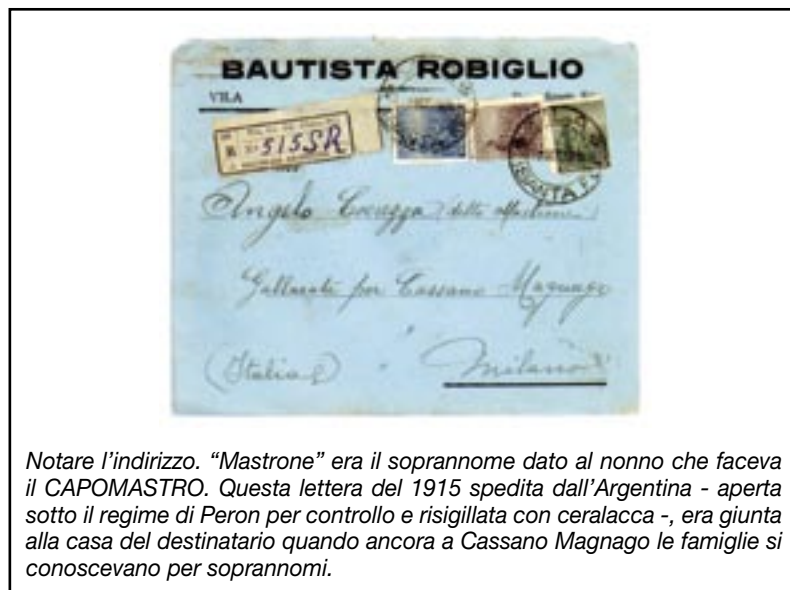 BAUTISTA ROBIGLIO
VILA
R 515SR
SANTA F
Angelo Cocazza (detto
Gallarate per Cassano Magnago
(Italia)
Milano
Notare l'indirizzo. “Mastrone” era il soprannome dato al nonno che faceva
il CAPOMASTRO. Questa lettera del 1915 spedita dall'Argentina - aperta
sotto il regime di Peron per controllo e risigillata con ceralacca -, era giunta
alla casa del destinatario quando ancora a Cassano Magnago le famiglie si
conoscevano per soprannomi.